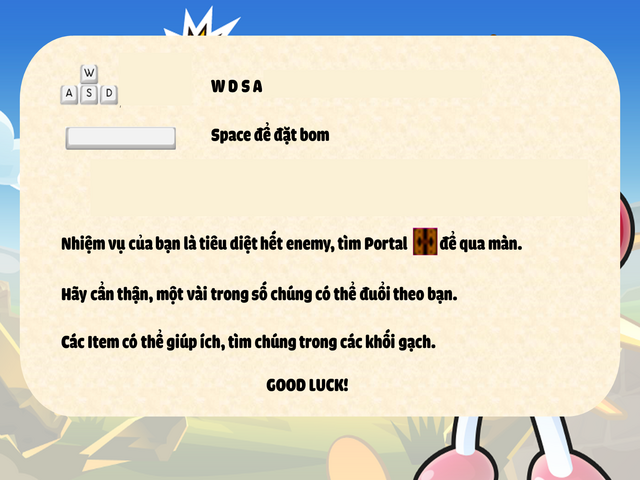 W
A S D
W D S A
Space để đặt bom
Nhiệm vụ của bạn là tiêu diệt hết enemy, tìm Portal để qua màn.
Hãy cẩn thận, một vài trong số chúng có thể đuổi theo bạn.
Các Item có thể giúp ích, tìm chúng trong các khối gạch.
GOOD LUCK!